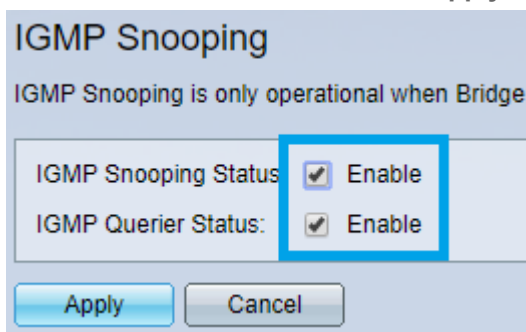 IGMP Snooping
IGMP Snooping is only operational when Bridge
IGMP Snooping Status Enable
IGMP Querier Status: Enable
Apply Cancel